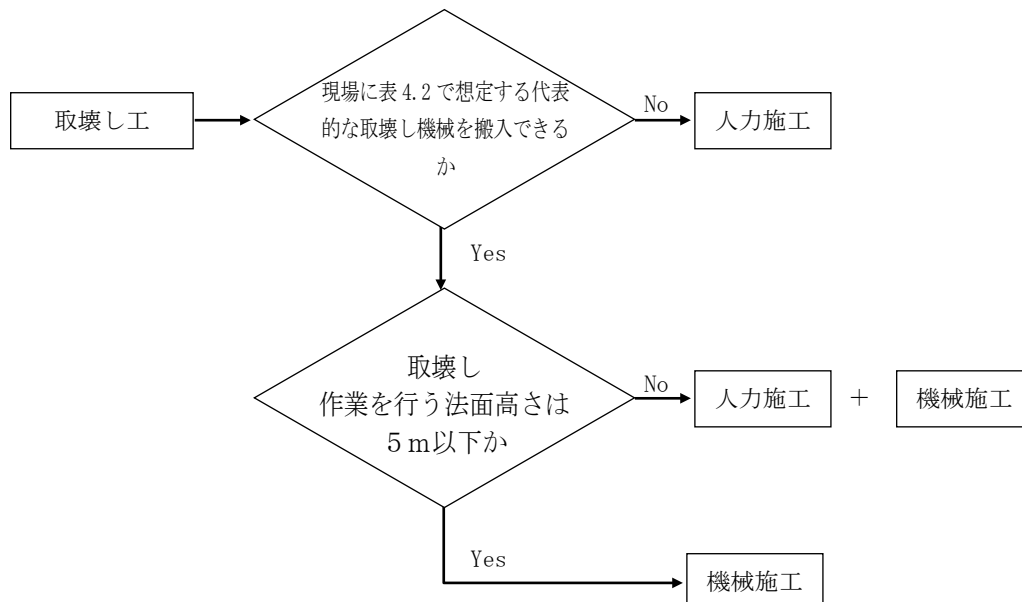 取壊し工
現場に表 4.2 で想定する代表
的な取壊し機械を搬入できる
か
No
人力施工
Yes
取壊し
作業を行う法面高さは
５ｍ以下か
No
人力施工 ＋ 機械施工
Yes
機械施工